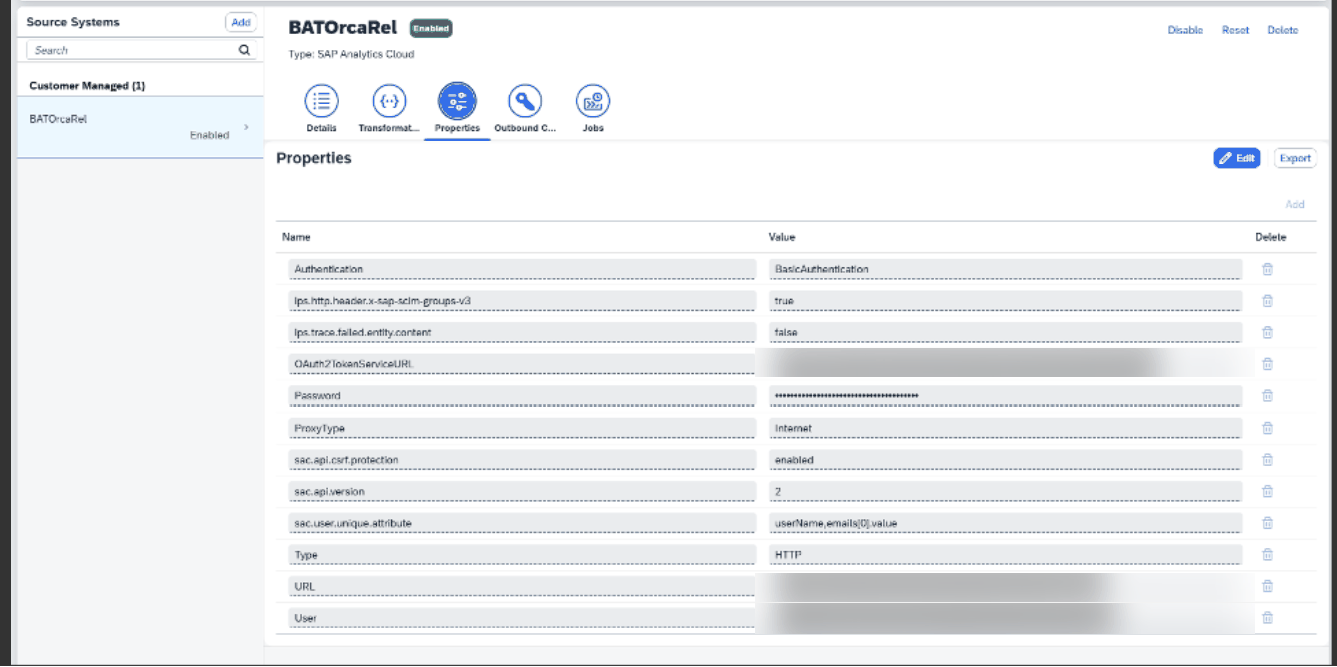 Source Systems
Add
Search
Customer Managed (1)
BATOrcaRel
Enabled
BATOrcaRel Enabled
Type: SAP Analytics Cloud
Disable Reset Delete
Details Transformat... Properties Outbound C... Jobs
Properties
Edit Export
Add
Name Value Delete
Authentication BasicAuthentication
ips.http.header.x-sap-scim-groups-v3 true
ips.trace.failed.entity.content false
OAuth2TokenServiceURL
Password ••••••••••••••••••••••••••••••••••••••
ProxyType Internet
sac.api.csrf.protection enabled
sac.api.version 2
sac.user.unique.attribute userName,emails[0].value
Type HTTP
URL
User